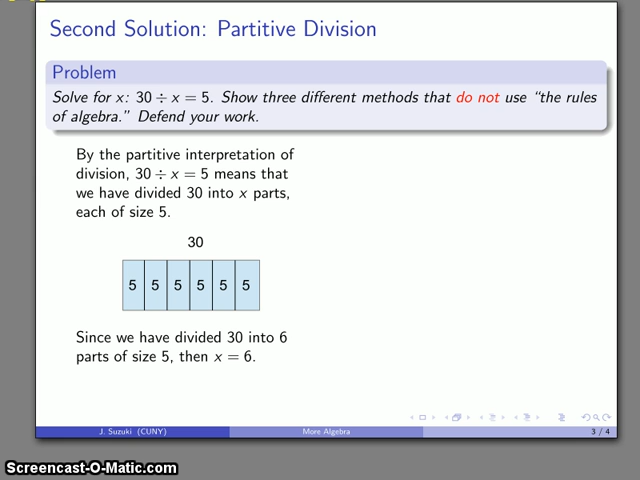 Second Solution: Partitive Division
Problem
Solve for x: 30 ÷ x = 5. Show three different methods that do not use “the rules
of algebra.” Defend your work.
By the partitive interpretation of
division, 30 ÷ x = 5 means that
we have divided 30 into x parts,
each of size 5.
30
5 5 5 5 5 5
Since we have divided 30 into 6
parts of size 5, then x = 6.
J. Suzuki (CUNY) More Algebra 3 / 4
Screencast-O-Matic.com